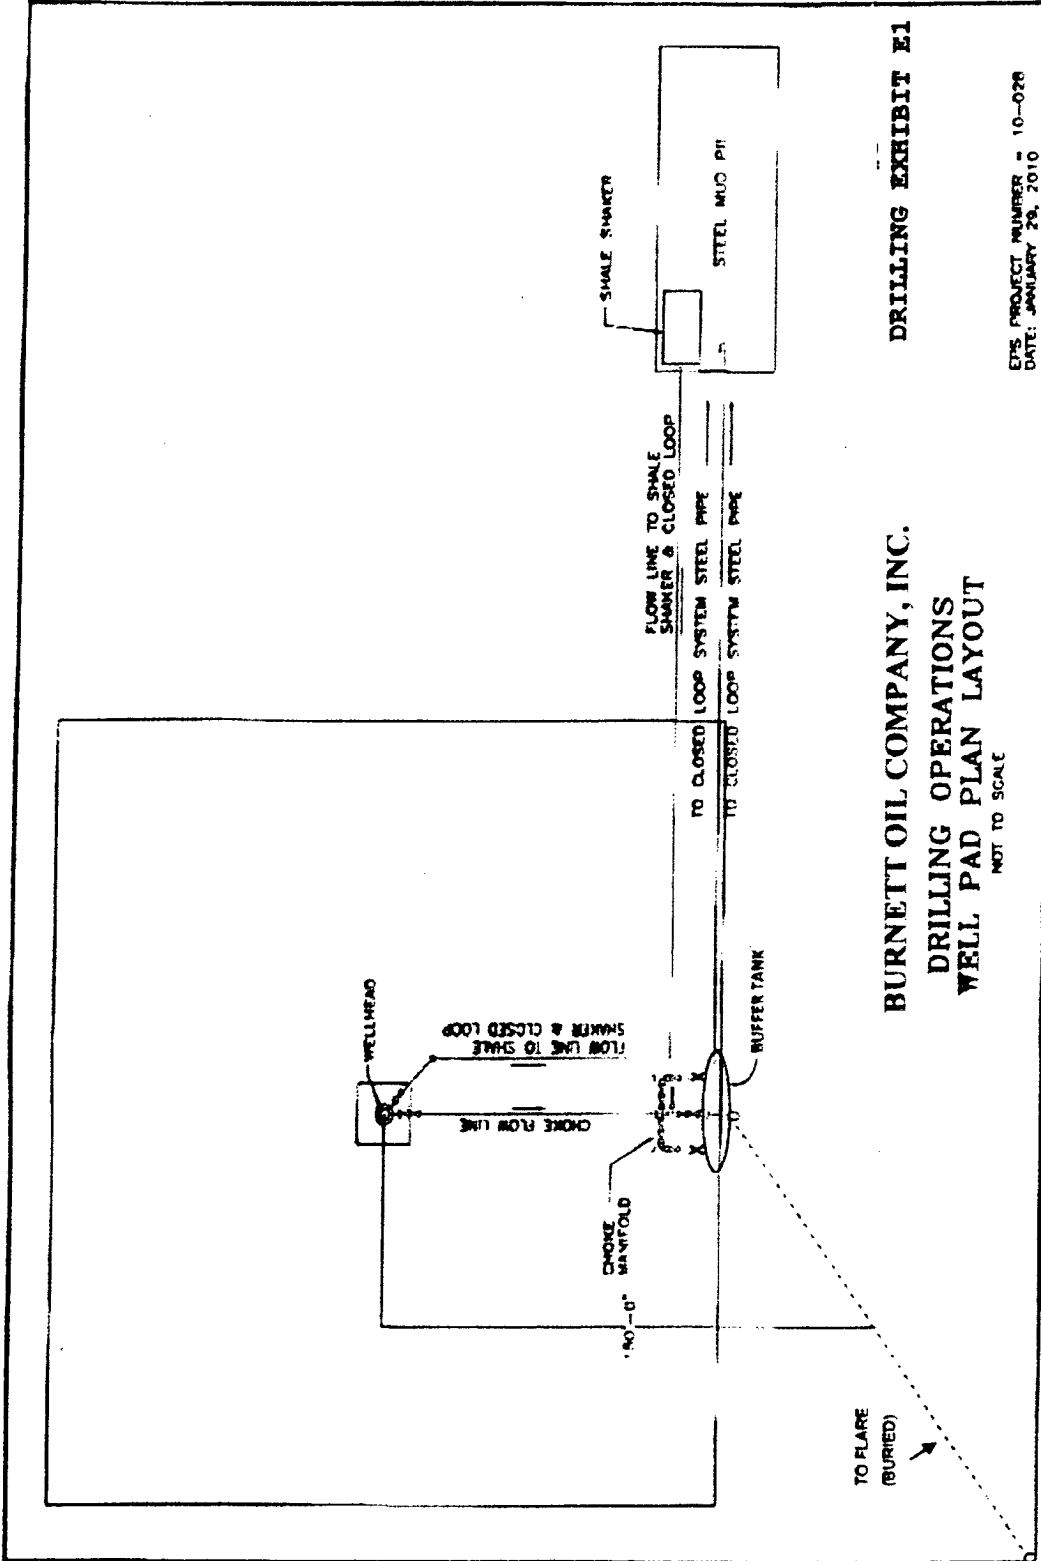 WELLHEAD
FLOW LINE TO SHALE
SHAKER & CLOSED LOOP
CHOKE FLOW LINE
CHOKE
MANIFOLD
BUFFER TANK
TO FLARE
(BURIED)
FLOW LINE TO SHALE
SHAKER & CLOSED LOOP
TO CLOSED LOOP SYSTEM STEEL PIPE
TO CLOSED LOOP SYSTEM STEEL PIPE
SHALE SHAKER
STEEL MUD PIT
BURNETT OIL COMPANY, INC.
DRILLING OPERATIONS
WELL PAD PLAN LAYOUT
NOT TO SCALE
DRILLING EXHIBIT E1
EPS PROJECT NUMBER = 10-028
DATE: JANUARY 29, 2010